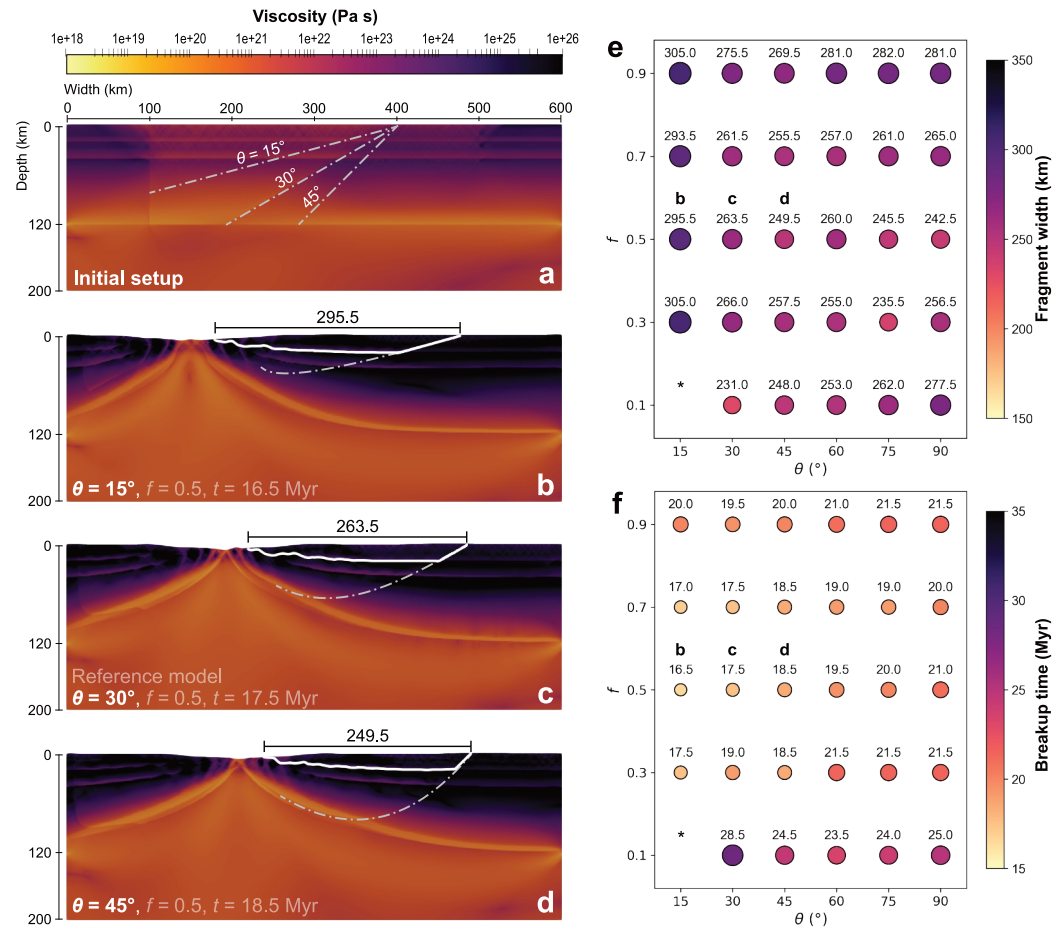 Viscosity (Pa s)
1e+18 1e+19 1e+20 1e+21 1e+22 1e+23 1e+24 1e+25 1e+26
Width (km)
0 100 200 300 400 500 600
Depth (km)
0
120
200
θ = 15°
30°
45°
Initial setup
a
295.5
0
120
200
θ = 15°, f = 0.5, t = 16.5 Myr
b
263.5
0
120
200
Reference model
θ = 30°, f = 0.5, t = 17.5 Myr
c
249.5
0
120
200
θ = 45°, f = 0.5, t = 18.5 Myr
d
e
305.0 275.5 269.5 281.0 282.0 281.0
0.9
293.5 261.5 255.5 257.0 261.0 265.0
0.7
b c d
295.5 263.5 249.5 260.0 245.5 242.5
0.5
f
305.0 266.0 257.5 255.0 235.5 256.5
0.3
* 231.0 248.0 253.0 262.0 277.5
0.1
15 30 45 60 75 90
θ (°)
350
300
250
200
150
Fragment width (km)
f
20.0 19.5 20.0 21.0 21.5 21.5
0.9
17.0 17.5 18.5 19.0 19.0 20.0
0.7
b c d
16.5 17.5 18.5 19.5 20.0 21.0
0.5
f
17.5 19.0 18.5 21.5 21.5 21.5
0.3
* 28.5 24.5 23.5 24.0 25.0
0.1
15 30 45 60 75 90
θ (°)
35
30
25
20
15
Breakup time (Myr)